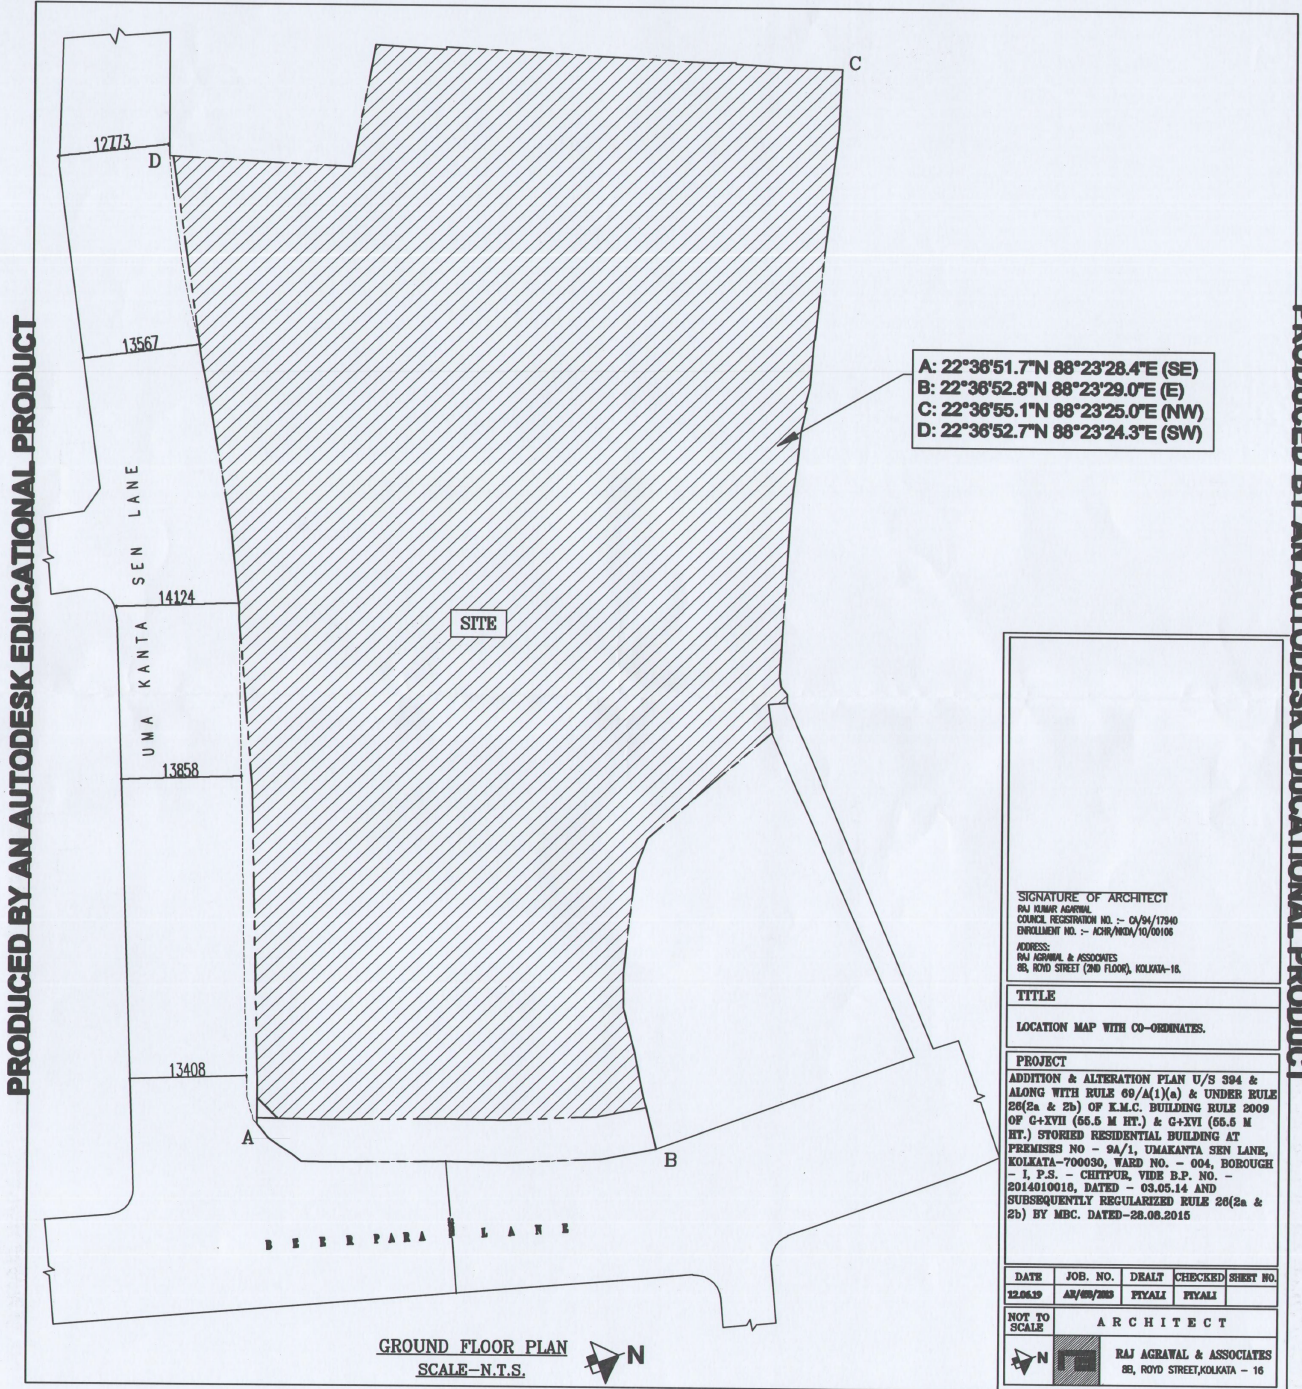 PRODUCED BY AN AUTODESK EDUCATIONAL PRODUCT
C
12773
D
13567
A: 22°36'51.7"N 88°23'28.4"E (SE)
B: 22°36'52.8"N 88°23'29.0"E (E)
C: 22°36'55.1"N 88°23'25.0"E (NW)
D: 22°36'52.7"N 88°23'24.3"E (SW)
UMA KANTA SEN LANE
14124
SITE
13858
13408
A
B
BEERPARA LANE
GROUND FLOOR PLAN
SCALE-N.T.S.
N
SIGNATURE OF ARCHITECT
RAJ KUMAR AGARWAL
COUNCIL REGISTRATION NO. :- CA/94/17940
ENROLLMENT NO. :- ACHR/NKDA/10/00106
ADDRESS:
RAJ AGRAWAL & ASSOCIATES
8B, ROYD STREET (2ND FLOOR), KOLKATA-16.
TITLE
LOCATION MAP WITH CO-ORDINATES.
PROJECT
ADDITION & ALTERATION PLAN U/S 394 &
ALONG WITH RULE 69/A(1)(a) & UNDER RULE
26(2a & 2b) OF K.M.C. BUILDING RULE 2009
OF G+XVII (55.5 M HT.) & G+XVI (55.5 M
HT.) STORIED RESIDENTIAL BUILDING AT
PREMISES NO - 9A/1, UMAKANTA SEN LANE,
KOLKATA-700030, WARD NO. - 004, BOROUGH
- I, P.S. - CHITPUR, VIDE B.P. NO. -
2014010018, DATED - 03.05.14 AND
SUBSEQUENTLY REGULARIZED RULE 26(2a &
2b) BY MBC. DATED-28.08.2015
DATE JOB. NO. DEALT CHECKED SHEET NO.
12.06.19 PIYALI PIYALI
NOT TO
SCALE
ARCHITECT
N
RAJ AGRAWAL & ASSOCIATES
8B, ROYD STREET,KOLKATA - 16
PRODUCED BY AN AUTODESK EDUCATIONAL PRODUCT